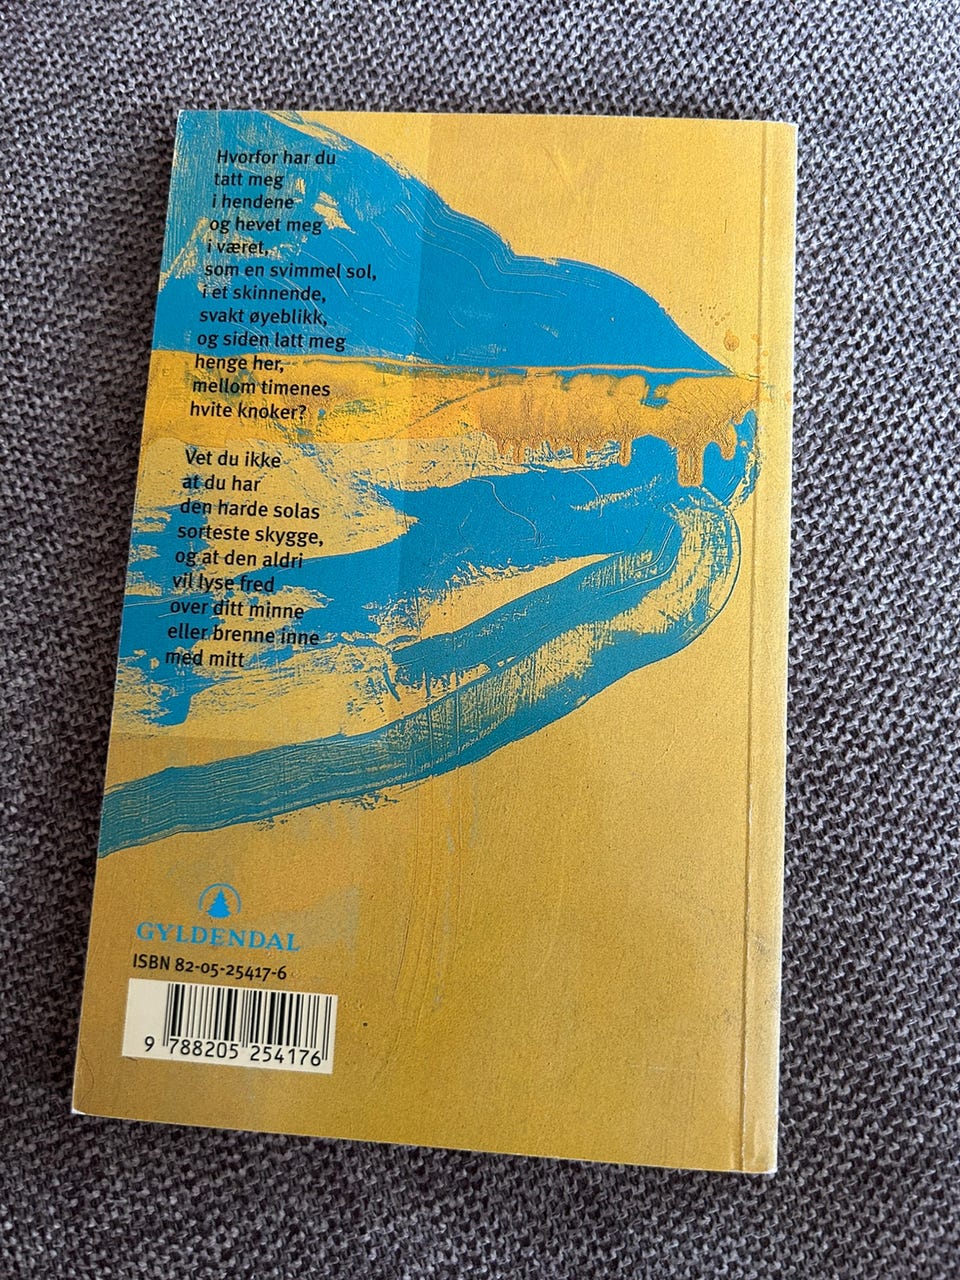 Hvorfor har du
tatt meg
i hendene
og hevet meg
i været,
som en svimmel sol,
i et skinnende,
svakt øyeblikk,
og siden latt meg
henge her,
mellom timenes
hvite knoker?
Vet du ikke
at du har
den harde solas
sorteste skygge,
og at den aldri
vil lyse fred
over ditt minne
eller brenne inne
med mitt
GYLDENDAL
ISBN 82-05-25417-6
9 788205 254176